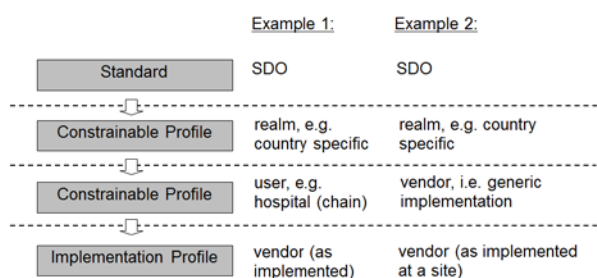 Example 1: Example 2:
Standard SDO SDO
Constrainable Profile realm, e.g. country specific realm, e.g. country specific
Constrainable Profile user, e.g. hospital (chain) vendor, i.e. generic implementation
Implementation Profile vendor (as implemented) vendor (as implemented at a site)